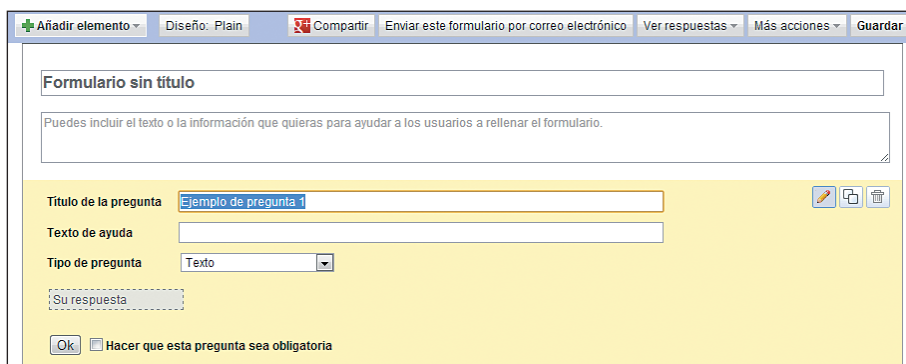 Añadir elemento Diseño: Plain Compartir Enviar este formulario por correo electrónico Ver respuestas Más acciones Guardar
Formulario sin título
Puedes incluir el texto o la información que quieras para ayudar a los usuarios a rellenar el formulario.
Título de la pregunta Ejemplo de pregunta 1
Texto de ayuda
Tipo de pregunta Texto
Su respuesta
Ok Hacer que esta pregunta sea obligatoria